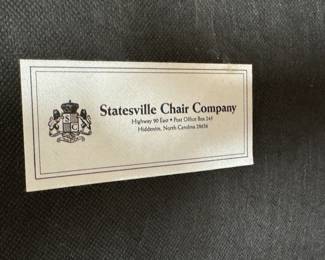 Statesville Chair Company
Highway 90 East • Post Office Box 245
Hiddenite, North Carolina 28636
S C